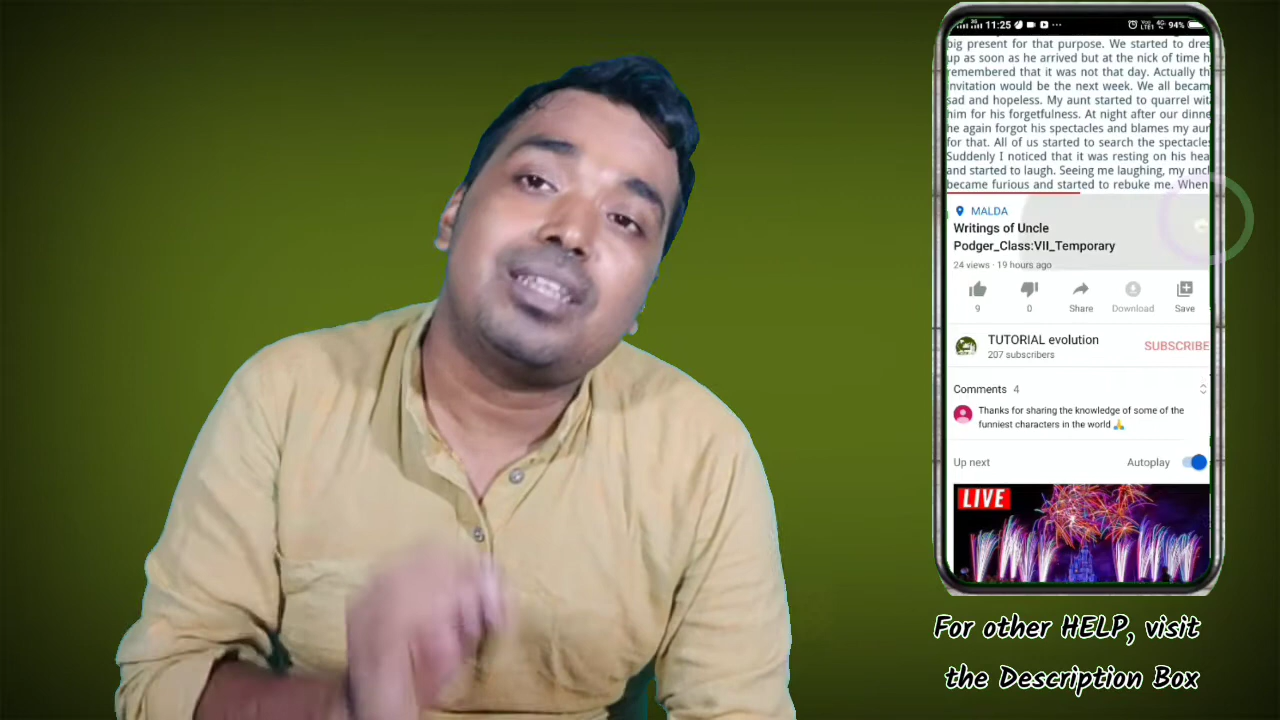 11:25
94%
big present for that purpose. We started to dres
up as soon as he arrived but at the nick of time h
remembered that it was not that day. Actually th
invitation would be the next week. We all becam
sad and hopeless. My aunt started to quarrel wit
him for his forgetfulness. At night after our dinne
he again forgot his spectacles and blames my aun
for that. All of us started to search the spectacles
Suddenly I noticed that it was resting on his hea
and started to laugh. Seeing me laughing, my uncl
became furious and started to rebuke me. When
MALDA
Writings of Uncle
Podger_Class:VII_Temporary
24 views · 19 hours ago
9 0 Share Download Save
TUTORIAL evolution SUBSCRIBE
207 subscribers
Comments 4
Thanks for sharing the knowledge of some of the
funniest characters in the world 🙏
Up next Autoplay
LIVE
For other HELP, visit
the Description Box